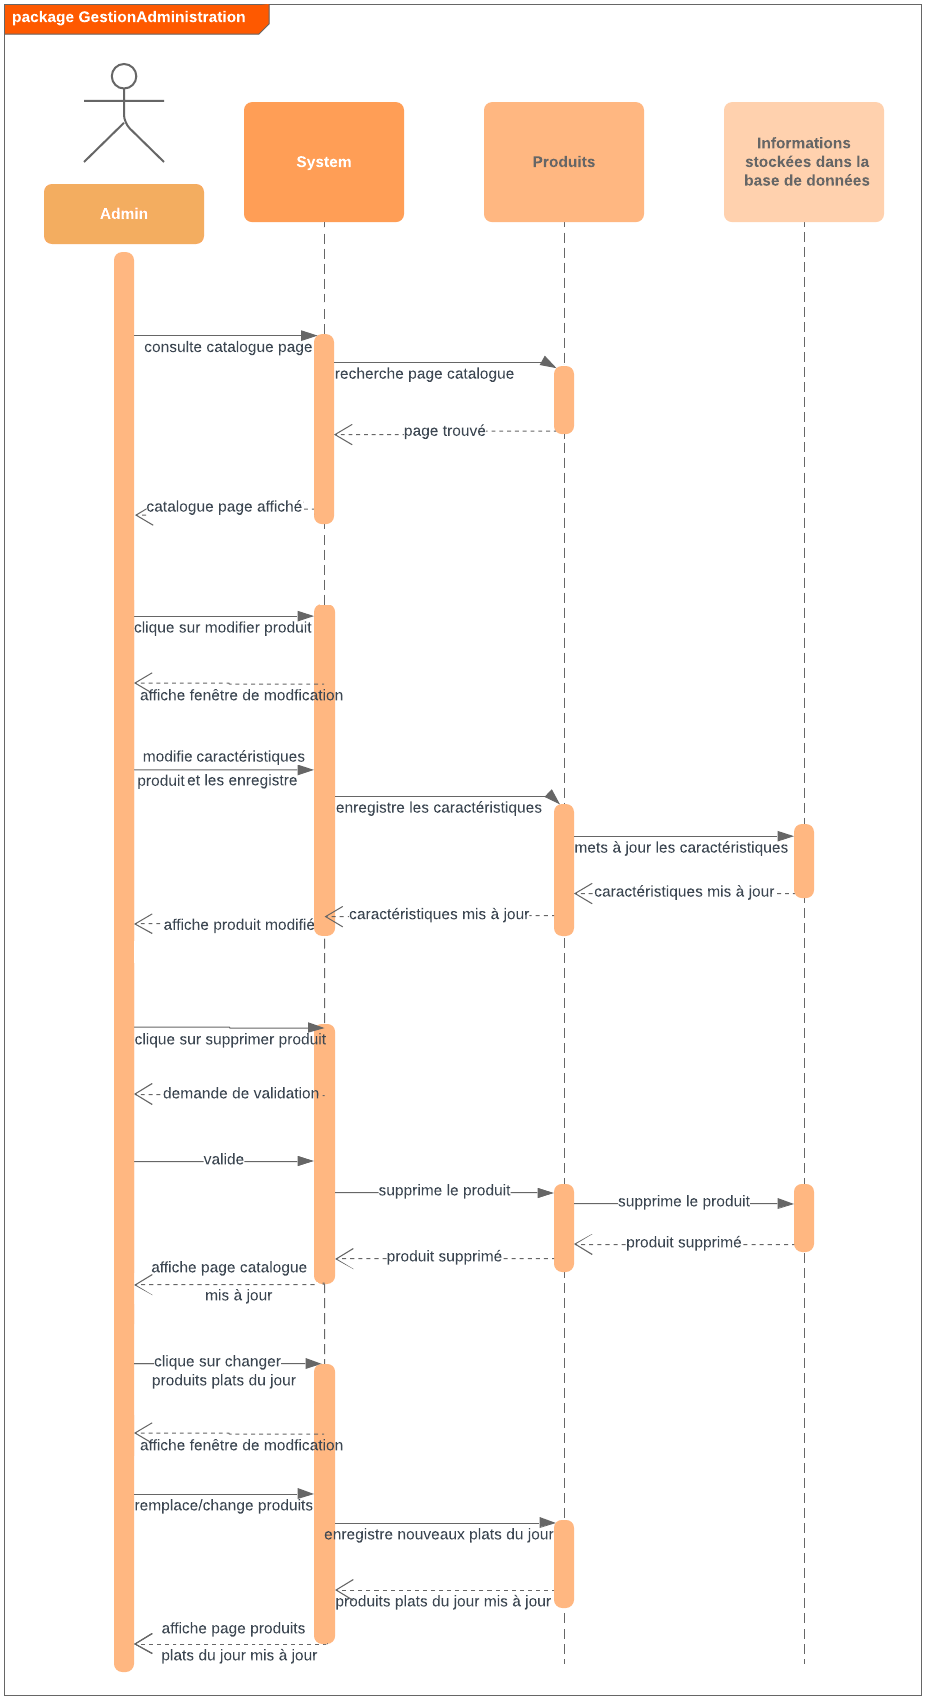 package GestionAdministration
Admin
System
Produits
Informations
stockées dans la
base de données
consulte catalogue page
recherche page catalogue
page trouvé
catalogue page affiché
clique sur modifier produit
affiche fenêtre de modfication
modifie caractéristiques
produit et les enregistre
enregistre les caractéristiques
mets à jour les caractéristiques
caractéristiques mis à jour
caractéristiques mis à jour
affiche produit modifié
clique sur supprimer produit
demande de validation
valide
supprime le produit
supprime le produit
produit supprimé
produit supprimé
affiche page catalogue
mis à jour
clique sur changer
produits plats du jour
affiche fenêtre de modfication
remplace/change produits
enregistre nouveaux plats du jour
produits plats du jour mis à jour
affiche page produits
plats du jour mis à jour